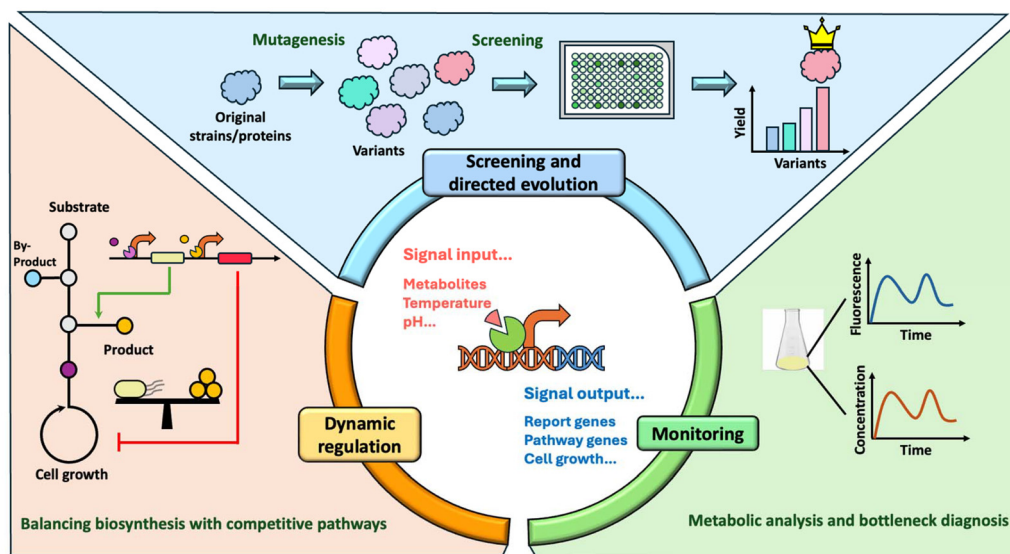 Mutagenesis
Screening
Original
strains/proteins
Variants
Yield
Variants
Screening and
directed evolution
Substrate
By-
Product
Product
Cell growth
Balancing biosynthesis with competitive pathways
Signal input...
Metabolites
Temperature
pH...
Signal output...
Report genes
Pathway genes
Cell growth...
Dynamic
regulation
Monitoring
Fluorescence
Time
Concentration
Time
Metabolic analysis and bottleneck diagnosis